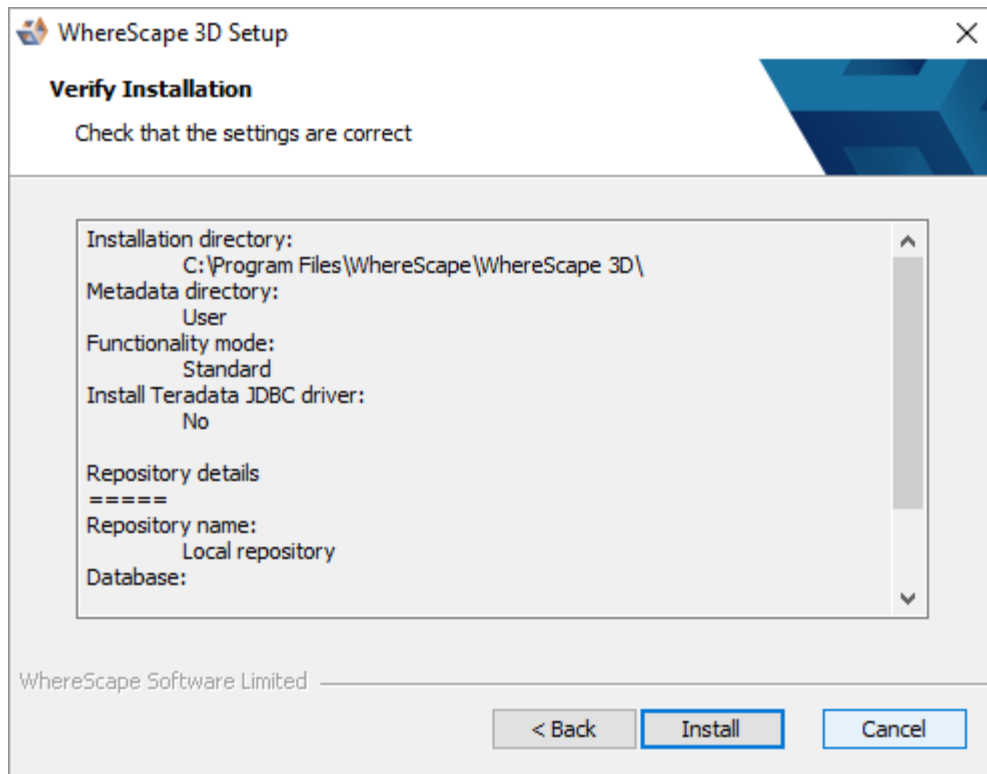 WhereScape 3D Setup
Verify Installation
Check that the settings are correct
Installation directory:
C:\Program Files\WhereScape\WhereScape 3D\
Metadata directory:
User
Functionality mode:
Standard
Install Teradata JDBC driver:
No
Repository details
=====
Repository name:
Local repository
Database:
WhereScape Software Limited
< Back Install Cancel